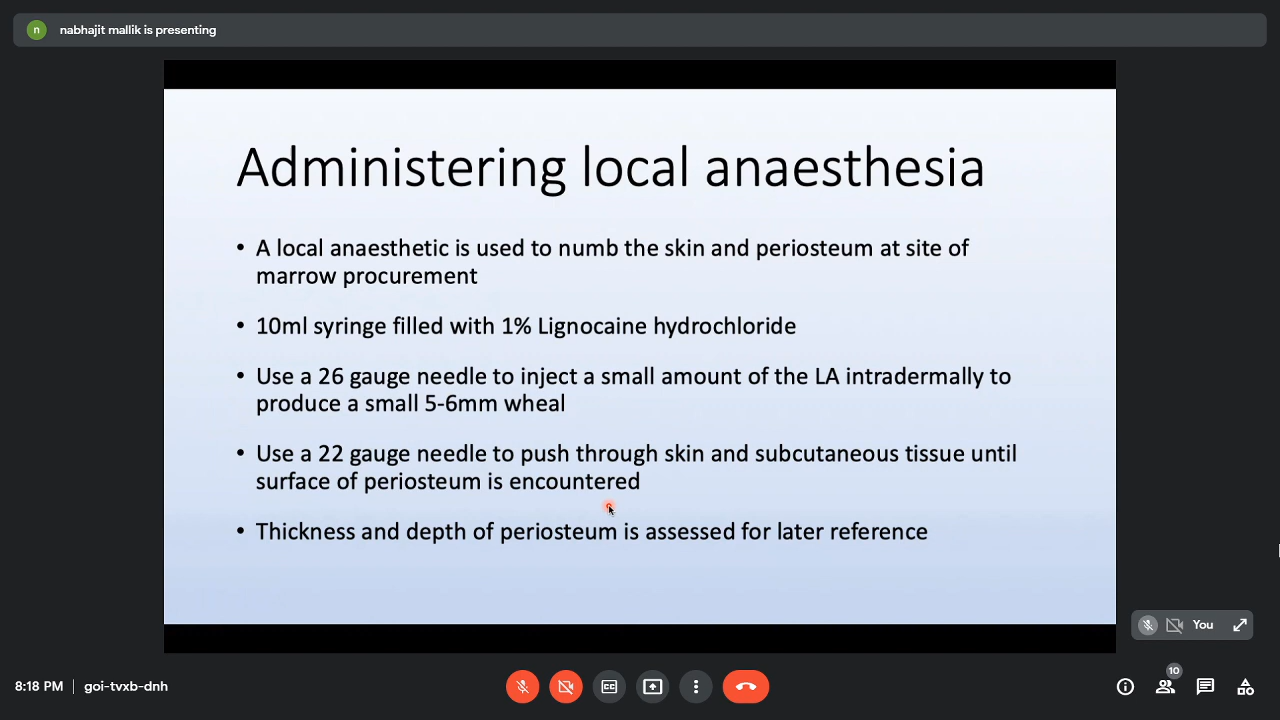 n
nabhajit mallik is presenting
Administering local anaesthesia
• A local anaesthetic is used to numb the skin and periosteum at site of
marrow procurement
• 10ml syringe filled with 1% Lignocaine hydrochloride
• Use a 26 gauge needle to inject a small amount of the LA intradermally to
produce a small 5-6mm wheal
• Use a 22 gauge needle to push through skin and subcutaneous tissue until
surface of periosteum is encountered
• Thickness and depth of periosteum is assessed for later reference
You
8:18 PM | goi-tvxb-dnh
CC
10